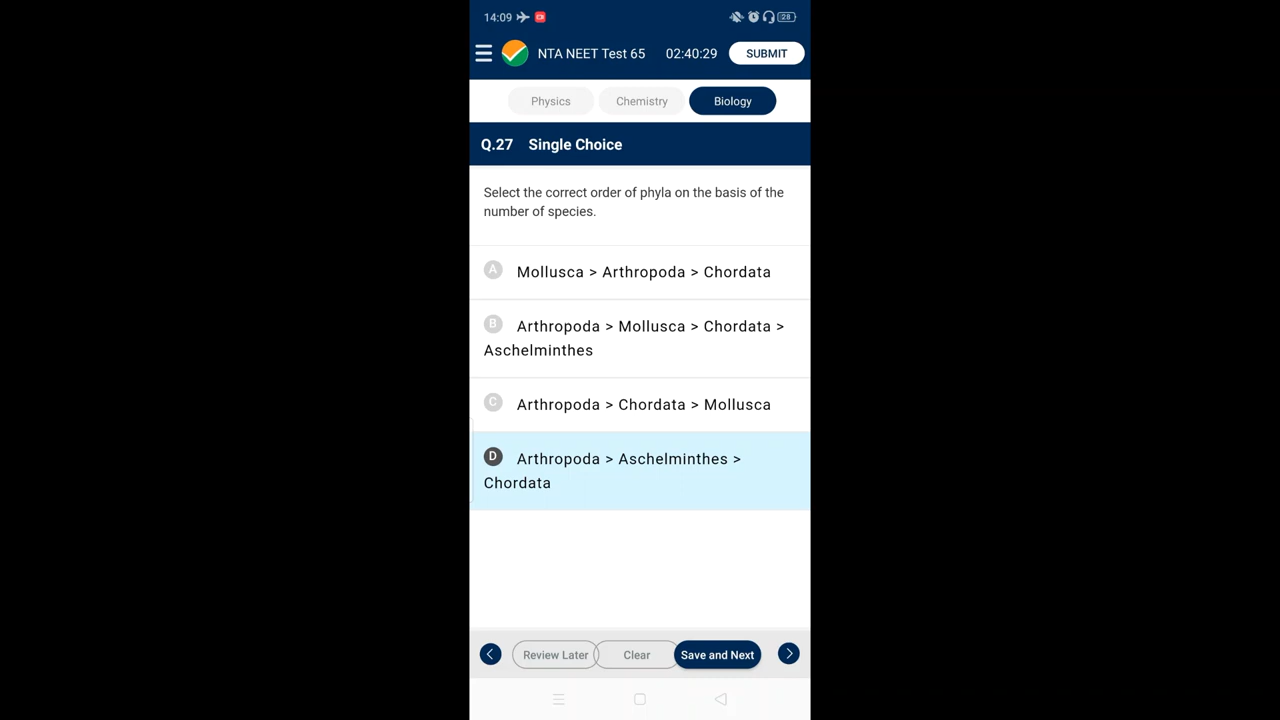 14:09
28
NTA NEET Test 65 02:40:29 SUBMIT
Physics Chemistry Biology
Q.27 Single Choice
Select the correct order of phyla on the basis of the
number of species.
A Mollusca > Arthropoda > Chordata
B Arthropoda > Mollusca > Chordata >
Aschelminthes
C Arthropoda > Chordata > Mollusca
D Arthropoda > Aschelminthes >
Chordata
Review Later Clear Save and Next